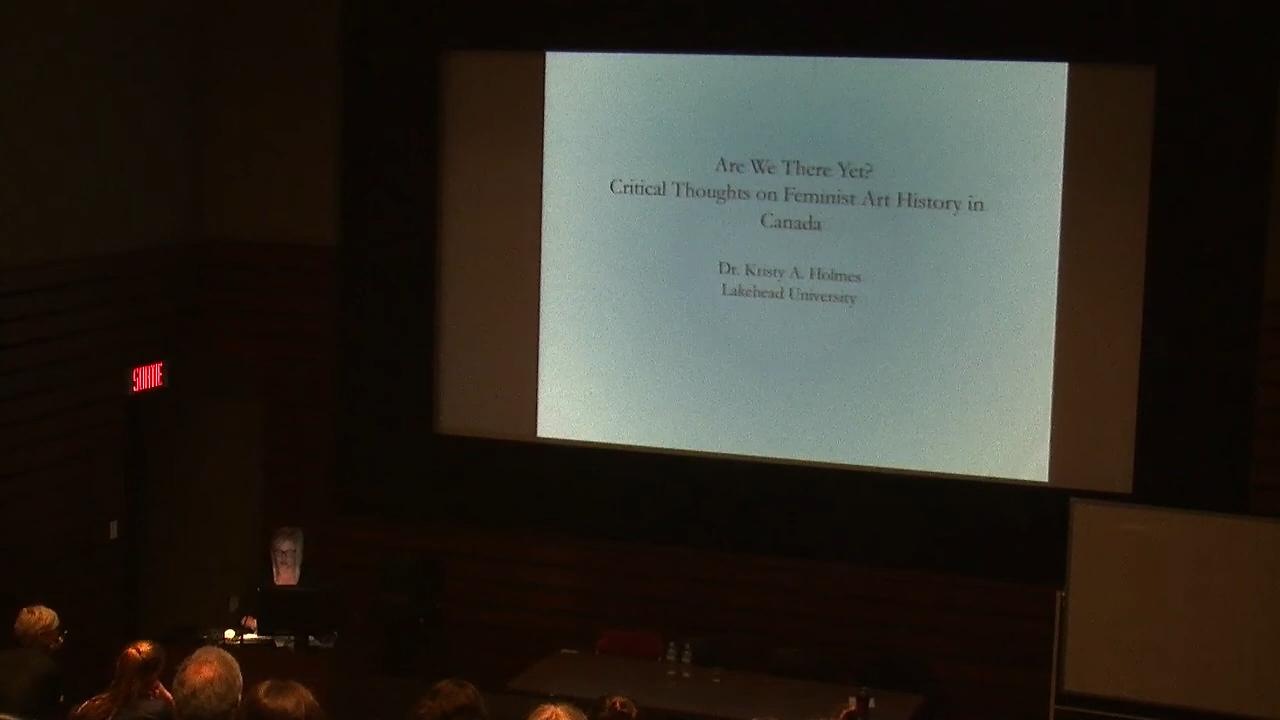 Are We There Yet?
Critical Thoughts on Feminist Art History in
Canada
Dr. Kristy A. Holmes
Lakehead University
SORTIE